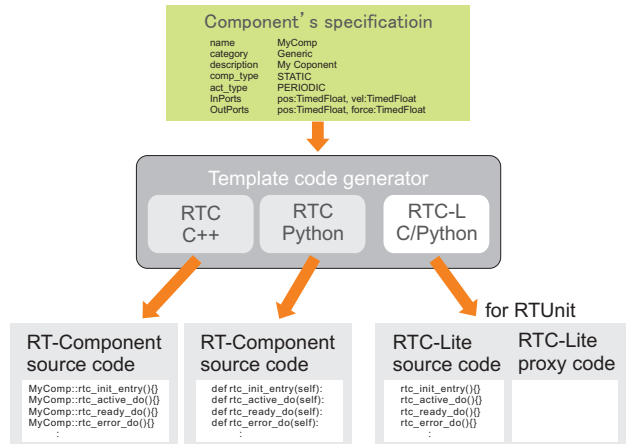 Component's specificatioin
name MyComp
category Generic
description My Coponent
comp_type STATIC
act_type PERIODIC
InPorts pos:TimedFloat, vel:TimedFloat
OutPorts pos:TimedFloat, force:TimedFloat
Template code generator
RTC
C++
RTC
Python
RTC-L
C/Python
for RTUnit
RT-Component
source code
MyComp::rtc_init_entry(){}
MyComp::rtc_active_do(){}
MyComp::rtc_ready_do(){}
MyComp::rtc_error_do(){}
:
RT-Component
source code
def rtc_init_entry(self):
def rtc_active_do(self):
def rtc_ready_do(self):
def rtc_error_do(self):
:
RTC-Lite
source code
rtc_init_entry(){}
rtc_active_do(){}
rtc_ready_do(){}
rtc_error_do(){}
:
RTC-Lite
proxy code